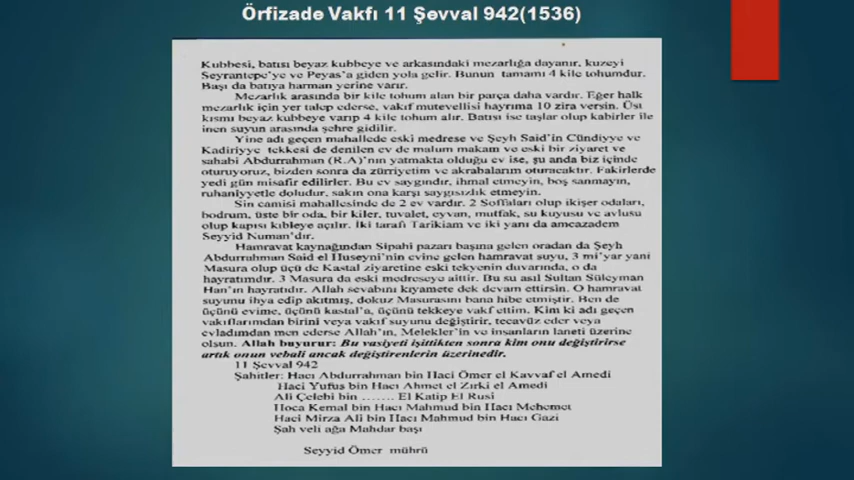 Örfizade Vakfı 11 Şevval 942(1536)
Kubbesi, batısı beyaz kubbeye ve arkasındaki mezarlığa dayanır, kuzeyi
Seyrantepe'ye ve Peyas'a giden yola gelir. Bunun tamamı 4 kile tohumdur.
Başı da batıya harman yerine varır.
Mezarlık arasında bir kile tohum alan bir parça daha vardır. Eğer halk
mezarlık için yer talep ederse, vakıf mutevellisi hayrıma 10 zira versin. Üst
kısmı beyaz kubbeye varıp 4 kile tohum alır. Batısı ise taşlar olup kabirler ile
inen suyun arasında şehre gidilir.
Yine adı geçen mahallede eski medrese ve Şeyh Said'in Cündiyye ve
Kadiriyye tekkesi de denilen ev de malum makam ve eski bir ziyaret ve
sahabi Abdurrahman (R.A)'nın yatmakta olduğu ev ise, şu anda biz içinde
oturuyoruz, bizden sonra da zürriyetim ve akrabalarım oturacaktır. Fakirlerde
yedi gün misafir edilirler. Bu ev saygındır, ihmal etmeyin, boş sanmayın,
ruhaniyyetle doludur, sakın ona karşı saygısızlık etmeyin.
Sin camisi mahallesinde de 2 ev vardır. 2 Soffaları olup ikişer odaları,
bodrum, üste bir oda, bir kiler, tuvalet, eyvan, mutfak, su kuyusu ve avlusu
olup kapısı kıbleye açılır. İki tarafı Tarikiam ve iki yanı da amcazadem
Seyyid Numan'dır.
Hamravat kaynağından Sipahi pazarı başına gelen oradan da Şeyh
Abdurrahman Said el Huseyni'nin evine gelen hamravat suyu, 3 mi'yar yani
Masura olup üçü de Kastal ziyaretine eski tekyenin duvarında, o da
hayratımdır. 3 Masura da eski medreseye aittir. Bu su asıl Sultan Süleyman
Han'ın hayratıdır. Allah sevabını kıyamete dek devam ettirsin. O hamravat
suyunu ihya edip akıtmış, dokuz Masurasını bana hibe etmiştir. Ben de
üçünü evime, üçünü kastal'a, üçünü tekkeye vakf ettim. Kim ki adı geçen
vakıflarımdan birini veya vakıf suyunu değiştirir, tecavüz eder veya
evladımdan men ederse Allah'ın, Melekler'in ve insanların laneti üzerine
olsun. Allah buyurur: Bu vasiyeti işittikten sonra kim onu değiştirirse
artık onun vebali ancak değiştirenlerin üzerinedir.
11 Şevval 942
Şahitler: Hacı Abdurrahman bin Haci Ömer el Kavvaf el Amedi
Haci Yufus bin Hacı Ahmet el Zırki el Amedi
Ali Çelebi bin ....... El Katip El Rusi
Hoca Kemal bin Hacı Mahmud bin Hacı Mehemet
Haci Mirza Ali bin Hacı Mahmud bin Hacı Gazi
Şah veli ağa Mahdar başı
Seyyid Ömer mührü